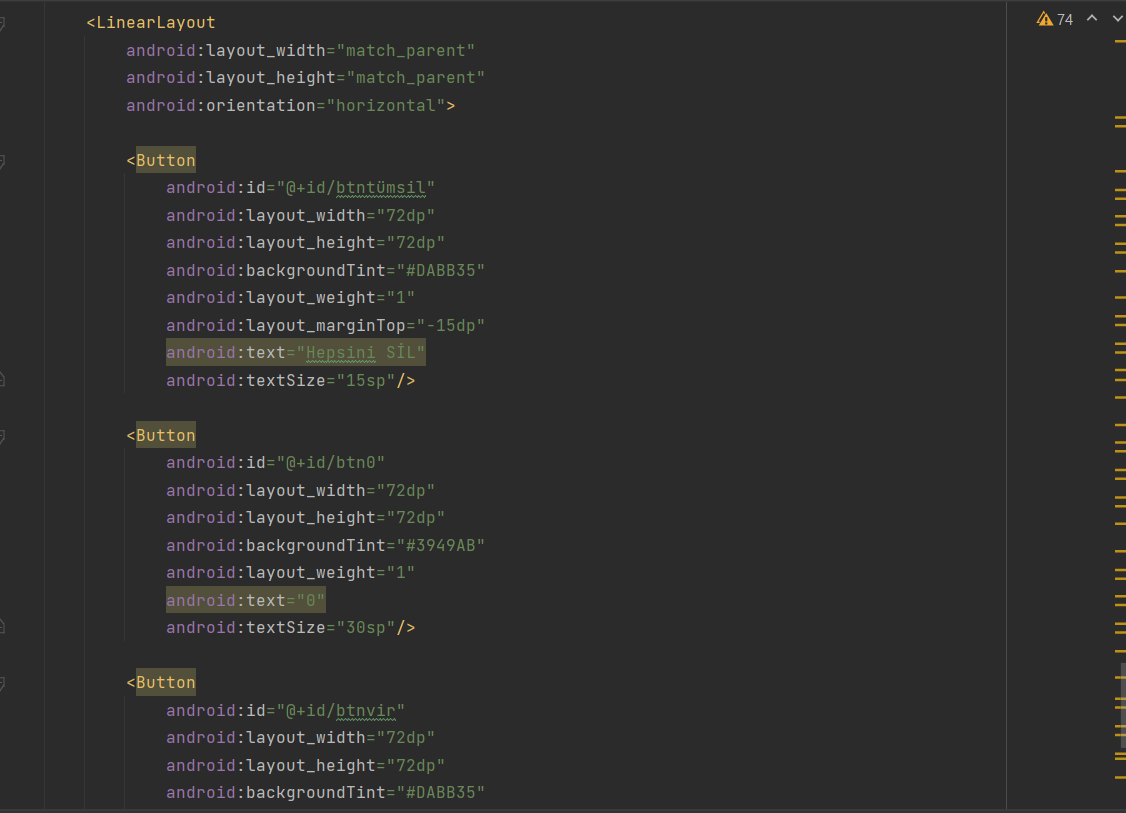 <LinearLayout
74
android:layout_width="match_parent"
android:layout_height="match_parent"
android:orientation="horizontal">
<Button
android:id="@+id/btntümsil"
android:layout_width="72dp"
android:layout_height="72dp"
android:backgroundTint="#DABB35"
android:layout_weight="1"
android:layout_marginTop="-15dp"
android:text="Hepsini SİL"
android:textSize="15sp"/>
<Button
android:id="@+id/btn0"
android:layout_width="72dp"
android:layout_height="72dp"
android:backgroundTint="#3949AB"
android:layout_weight="1"
android:text="0"
android:textSize="30sp"/>
<Button
android:id="@+id/btnvir"
android:layout_width="72dp"
android:layout_height="72dp"
android:backgroundTint="#DABB35"